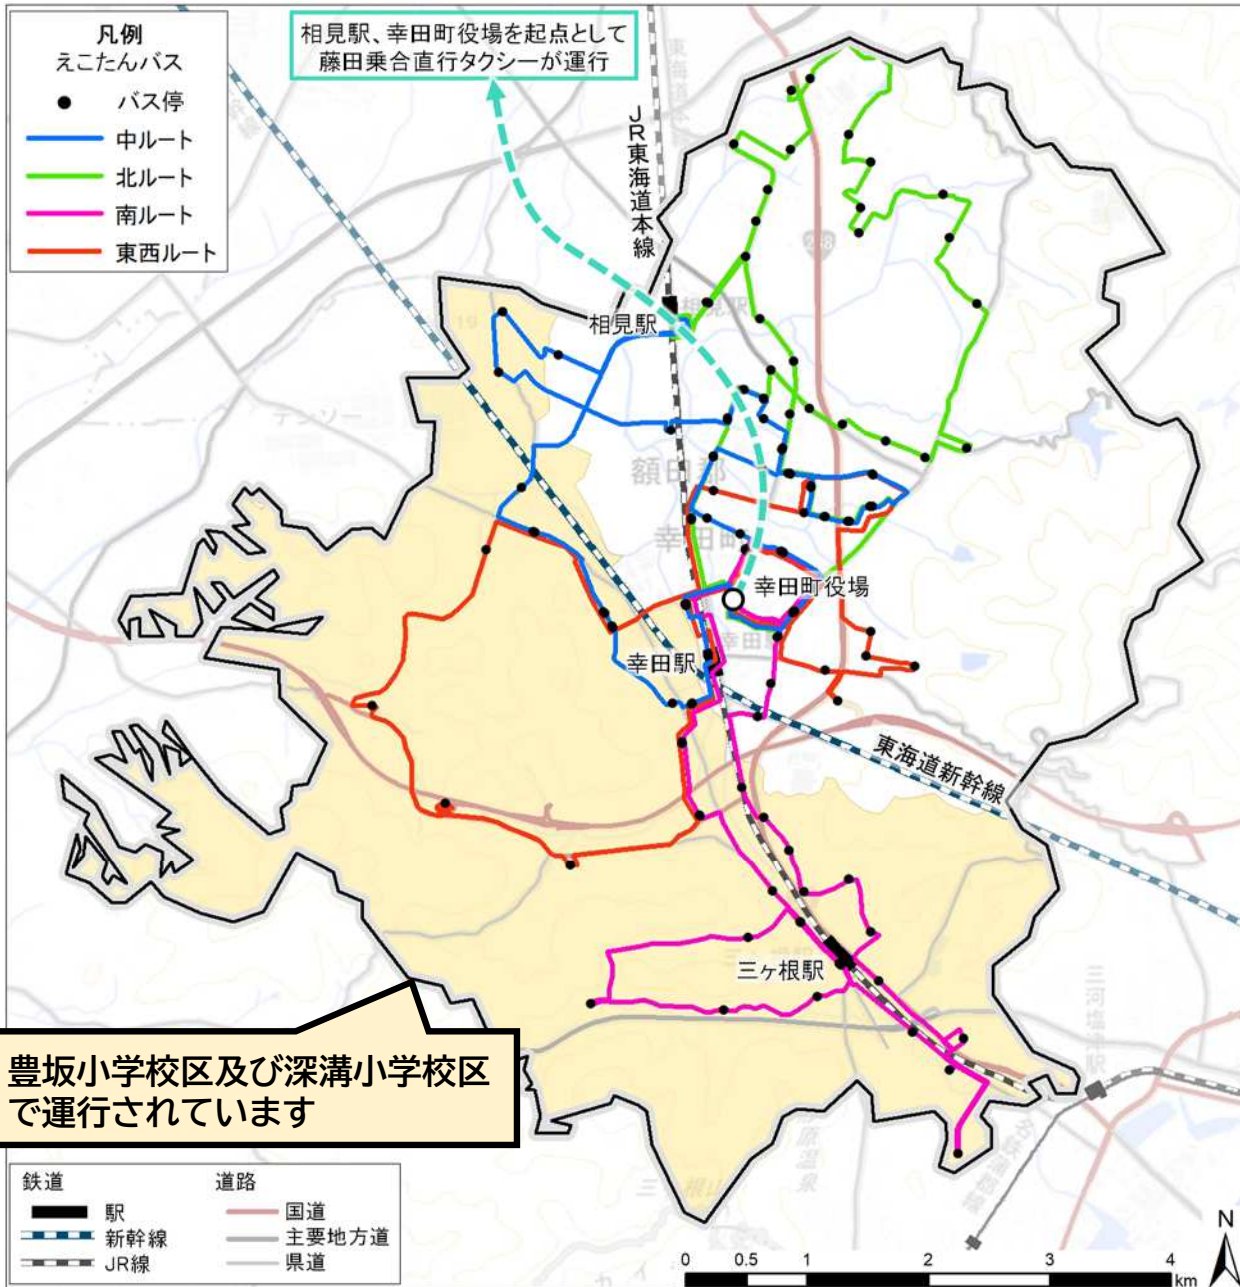 凡例
えこたんバス
バス停
中ルート
北ルート
南ルート
東西ルート
相見駅、幸田町役場を起点として
藤田乗合直行タクシーが運行
JR東海道本線
相見駅
相見駅
額田郡
幸田町
デンソー
幸田町役場
幸田駅
東海道新幹線
三ヶ根駅
豊坂小学校区及び深溝小学校区
で運行されています
鉄道
駅
新幹線
JR線
道路
国道
主要地方道
県道
N
0 0.5 1 2 3 4
km